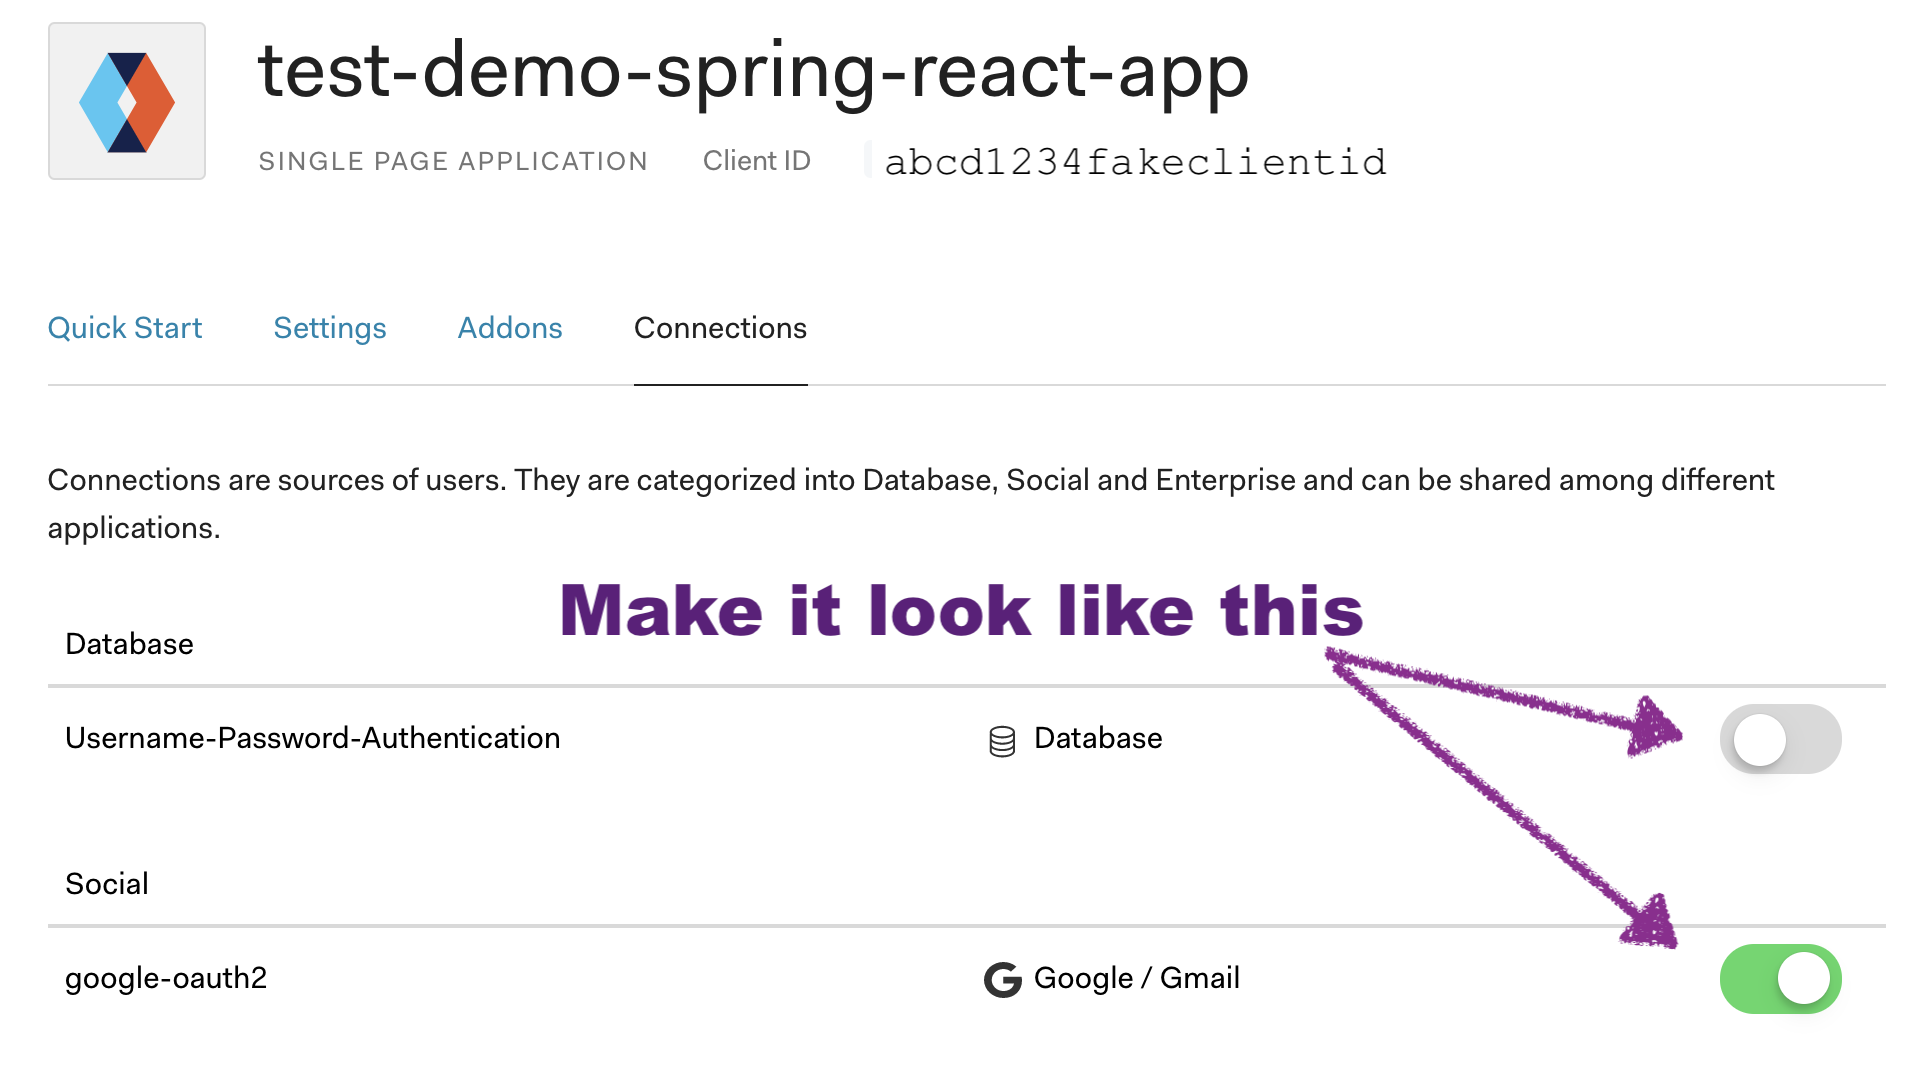 test-demo-spring-react-app
SINGLE PAGE APPLICATION Client ID abcd1234fakeclientid
Quick Start Settings Addons Connections
Connections are sources of users. They are categorized into Database, Social and Enterprise and can be shared among different
applications.
Make it look like this
Database
Username-Password-Authentication Database
Social
google-oauth2 Google / Gmail